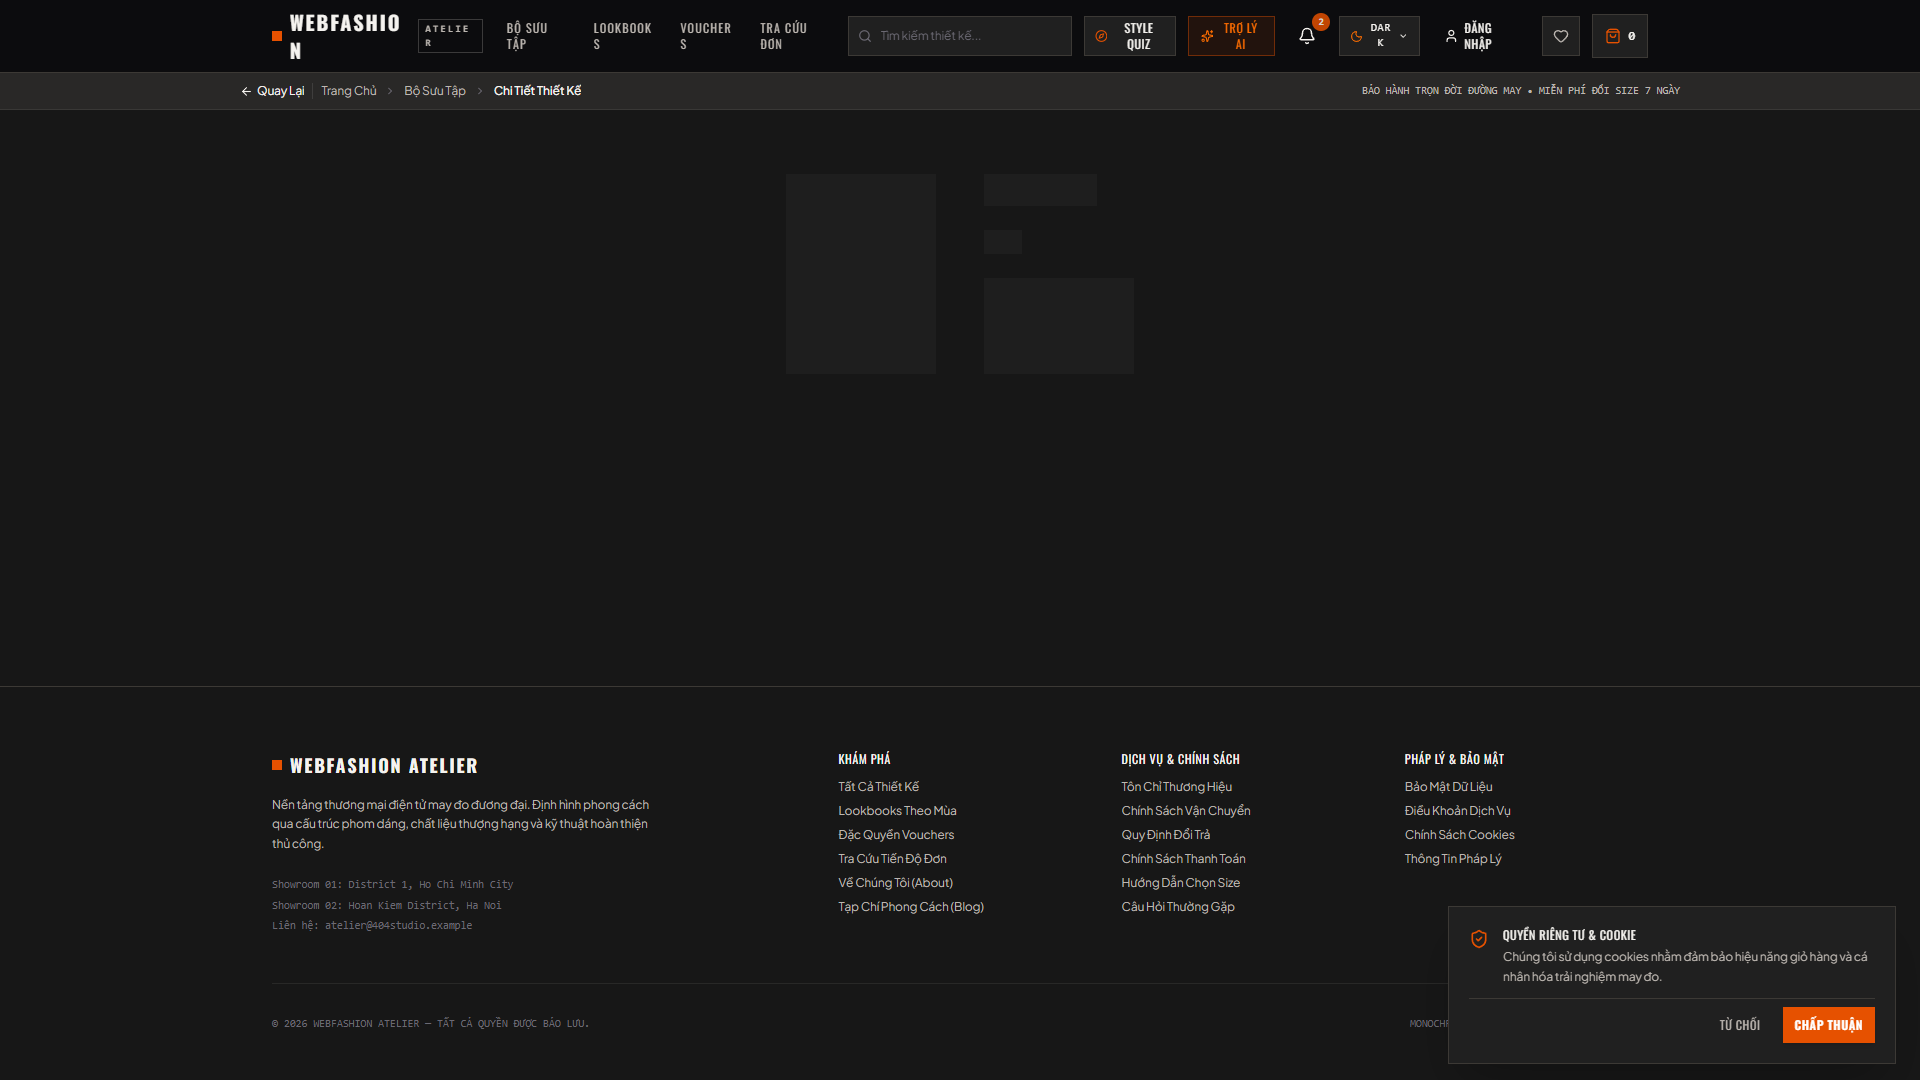 WEBFASHIO
N
ATELIE
R
BỘ SƯU
TẬP
LOOKBOOK
S
VOUCHER
S
TRA CỨU
ĐƠN
Tìm kiếm thiết kế...
STYLE
QUIZ
TRỢ LÝ
AI
2
DAR
K
ĐĂNG
NHẬP
0
Quay Lại
Trang Chủ
Bộ Sưu Tập
Chi Tiết Thiết Kế
BẢO HÀNH TRỌN ĐỜI ĐƯỜNG MAY • MIỄN PHÍ ĐỔI SIZE 7 NGÀY
WEBFASHION ATELIER
Nền tảng thương mại điện tử may đo đương đại. Định hình phong cách
qua cấu trúc phom dáng, chất liệu thượng hạng và kỹ thuật hoàn thiện
thủ công.
Showroom 01: District 1, Ho Chi Minh City
Showroom 02: Hoan Kiem District, Ha Noi
Liên hệ: atelier@404studio.example
KHÁM PHÁ
Tất Cả Thiết Kế
Lookbooks Theo Mùa
Đặc Quyền Vouchers
Tra Cứu Tiến Độ Đơn
Về Chúng Tôi (About)
Tạp Chí Phong Cách (Blog)
DỊCH VỤ & CHÍNH SÁCH
Tôn Chỉ Thương Hiệu
Chính Sách Vận Chuyển
Quy Định Đổi Trả
Chính Sách Thanh Toán
Hướng Dẫn Chọn Size
Câu Hỏi Thường Gặp
PHÁP LÝ & BẢO MẬT
Bảo Mật Dữ Liệu
Điều Khoản Dịch Vụ
Chính Sách Cookies
Thông Tin Pháp Lý
© 2026 WEBFASHION ATELIER — TẤT CẢ QUYỀN ĐƯỢC BẢO LƯU.
QUYỀN RIÊNG TƯ & COOKIE
Chúng tôi sử dụng cookies nhằm đảm bảo hiệu năng giỏ hàng và cá
nhân hóa trải nghiệm may đo.
TỪ CHỐI
CHẤP THUẬN